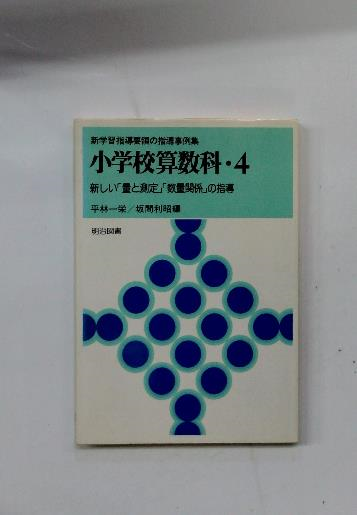 新学習指導要領の指導事例集
小学校算数科・4
新しい「量と測定」「数量関係」の指導
平林一栄／坂間利昭編
明治図書